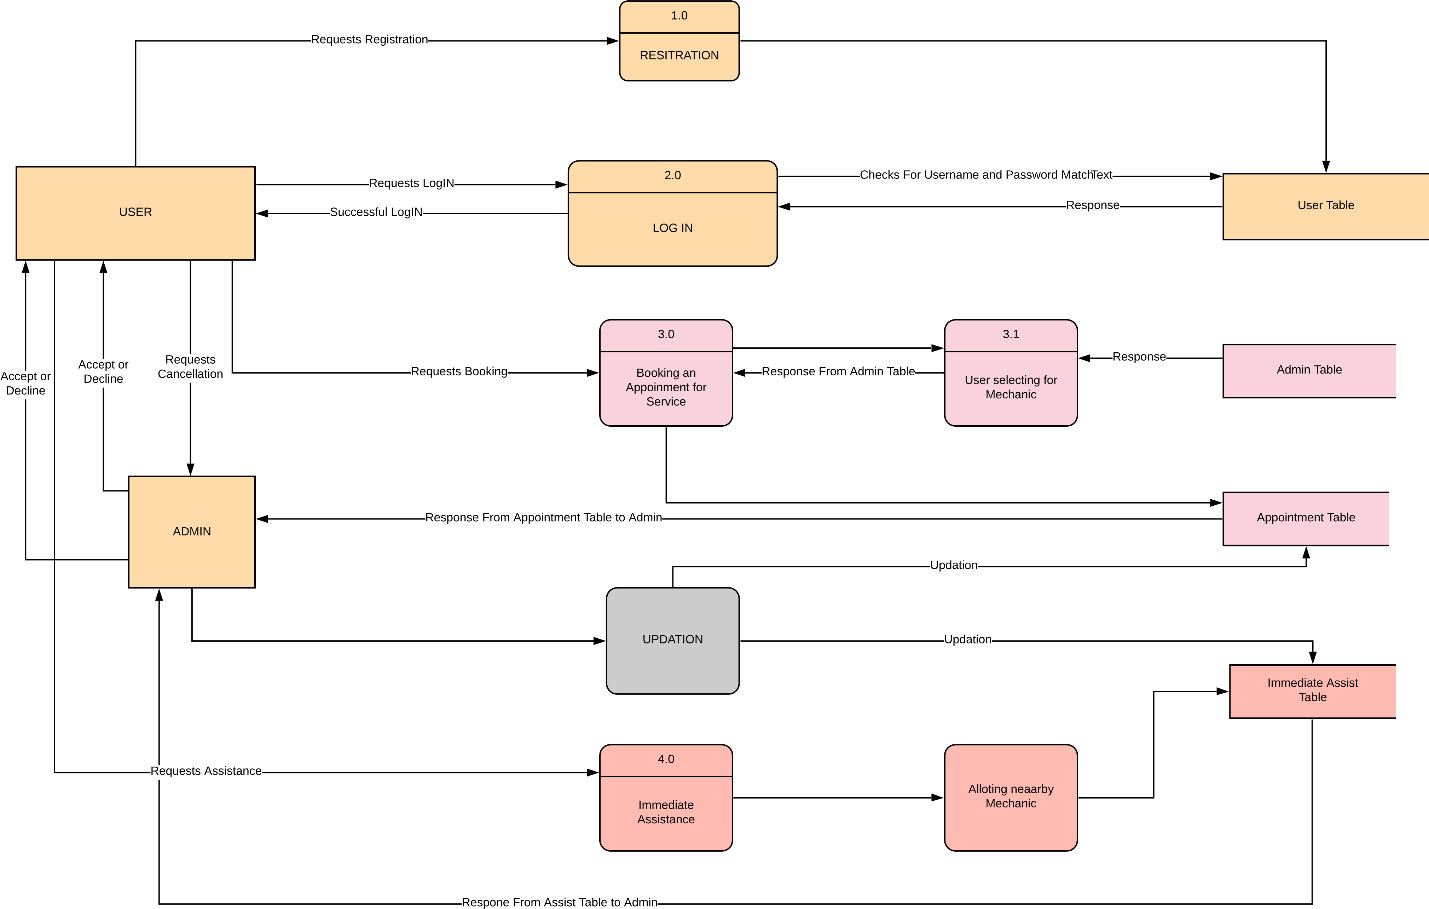 1.0
Requests Registration
RESITRATION
2.0
Checks For Username and Password MatchText
Requests LogIN
USER
Successful LogIN
LOG IN
Response
User Table
3.0
3.1
Requests
Cancellation
Accept or
Decline
Accept or
Decline
Requests Booking
Booking an
Appoinment for
Service
Response From Admin Table
User selecting for
Mechanic
Response
Admin Table
ADMIN
Response From Appointment Table to Admin
Appointment Table
Updation
UPDATION
Updation
Immediate Assist
Table
4.0
Requests Assistance
Immediate
Assistance
Alloting neaarby
Mechanic
Respone From Assist Table to Admin